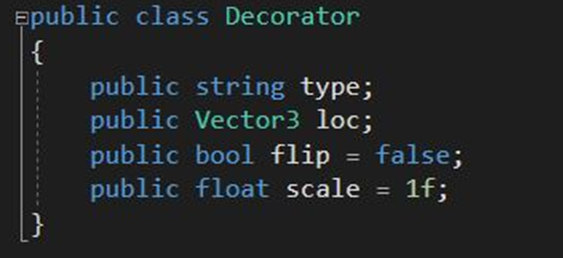 public class Decorator
{
public string type;
public Vector3 loc;
public bool flip = false;
public float scale = 1f;
}